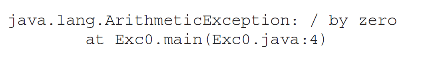 java.lang.ArithmeticException: / by zero
at Exc0.main(Exc0.java:4)